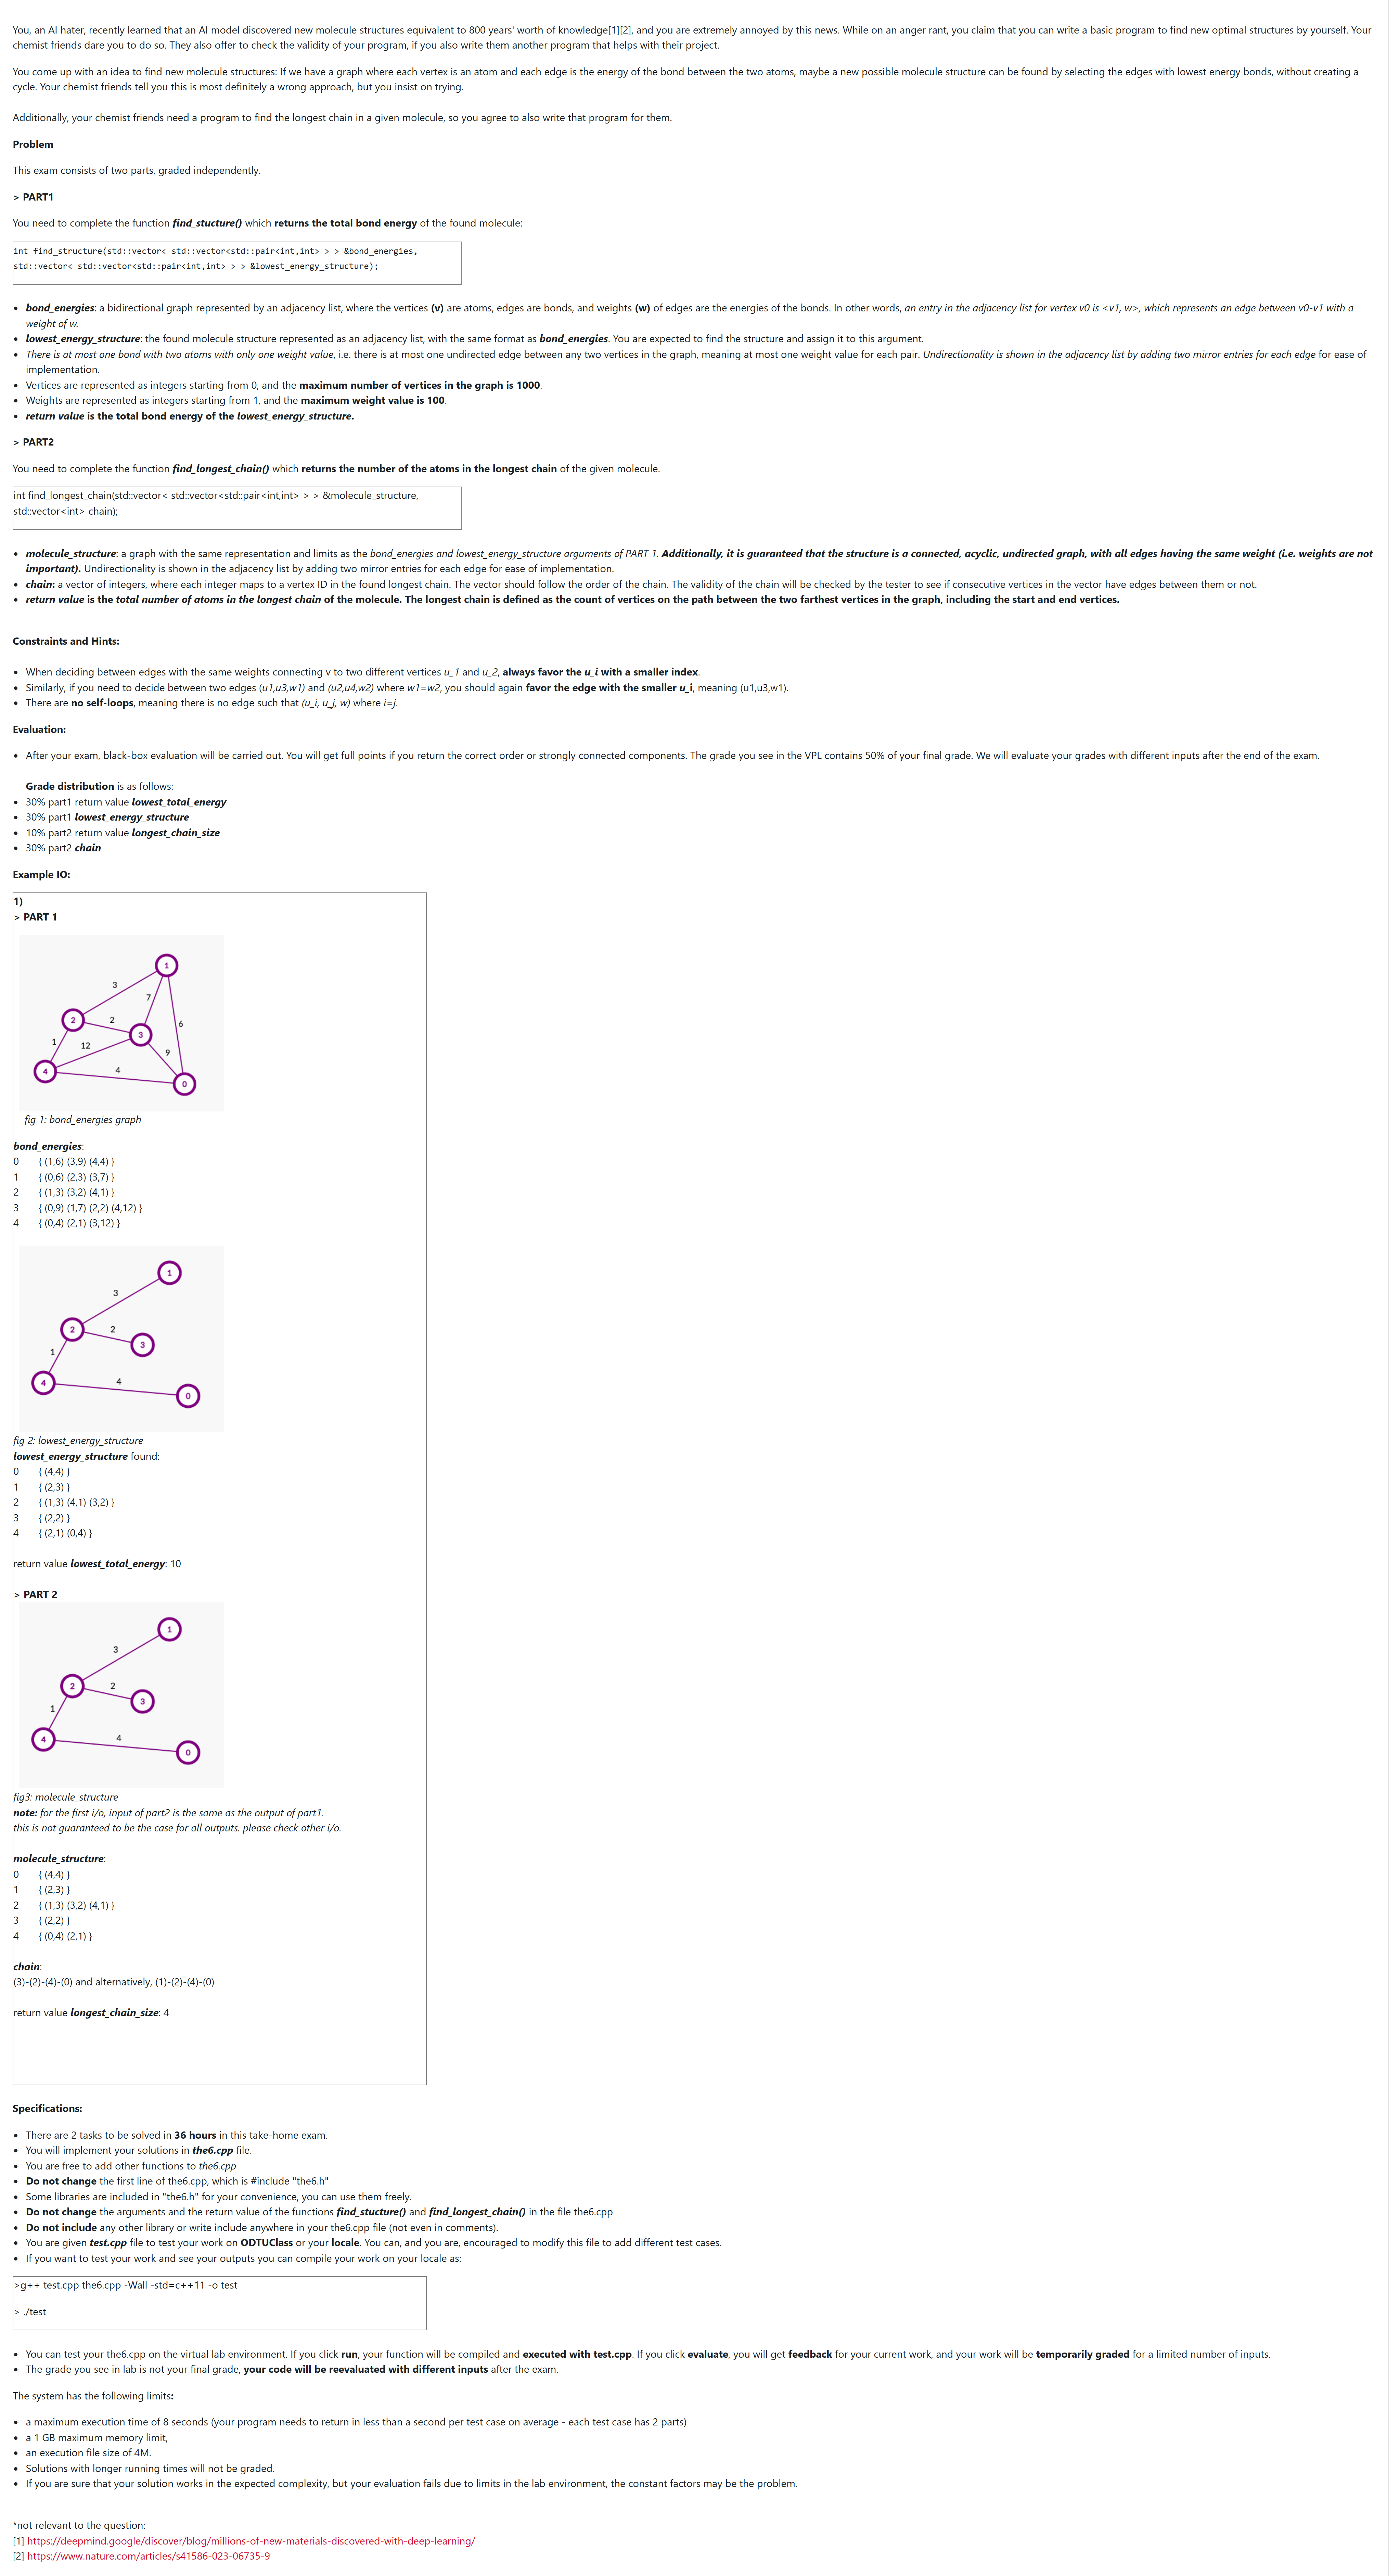 You, an AI hater, recently learned that an AI model discovered new molecule structures equivalent to 800 years' worth of knowledge[1][2], and you are extremely annoyed by this news. While on an anger rant, you claim that you can write a basic program to find new optimal structures by yourself. Your
chemist friends dare you to do so. They also offer to check the validity of your program, if you also write them another program that helps with their project.
You come up with an idea to find new molecule structures: If we have a graph where each vertex is an atom and each edge is the energy of the bond between the two atoms, maybe a new possible molecule structure can be found by selecting the edges with lowest energy bonds, without creating a
cycle. Your chemist friends tell you this is most definitely a wrong approach, but you insist on trying.
Additionally, your chemist friends need a program to find the longest chain in a given molecule, so you agree to also write that program for them.
Problem
This exam consists of two parts, graded independently.
> PART1
You need to complete the function find_stucture() which returns the total bond energy of the found molecule:
int find_structure(std::vector< std::vector<std::pair<int,int> > > &bond_energies,
std::vector< std::vector<std::pair<int,int> > > &lowest_energy_structure);
• bond_energies: a bidirectional graph represented by an adjacency list, where the vertices (v) are atoms, edges are bonds, and weights (w) of edges are the energies of the bonds. In other words, an entry in the adjacency list for vertex v0 is <v1, w>, which represents an edge between v0-v1 with a
weight of w.
• lowest_energy_structure: the found molecule structure represented as an adjacency list, with the same format as bond_energies. You are expected to find the structure and assign it to this argument.
• There is at most one bond with two atoms with only one weight value, i.e. there is at most one undirected edge between any two vertices in the graph, meaning at most one weight value for each pair. Undirectionality is shown in the adjacency list by adding two mirror entries for each edge for ease of
implementation.
• Vertices are represented as integers starting from 0, and the maximum number of vertices in the graph is 1000.
• Weights are represented as integers starting from 1, and the maximum weight value is 100.
• return value is the total bond energy of the lowest_energy_structure.
> PART2
You need to complete the function find_longest_chain() which returns the number of the atoms in the longest chain of the given molecule.
int find_longest_chain(std::vector< std::vector<std::pair<int,int> > > &molecule_structure,
std::vector<int> chain);
• molecule_structure: a graph with the same representation and limits as the bond_energies and lowest_energy_structure arguments of PART 1. Additionally, it is guaranteed that the structure is a connected, acyclic, undirected graph, with all edges having the same weight (i.e. weights are not
important). Undirectionality is shown in the adjacency list by adding two mirror entries for each edge for ease of implementation.
• chain: a vector of integers, where each integer maps to a vertex ID in the found longest chain. The vector should follow the order of the chain. The validity of the chain will be checked by the tester to see if consecutive vertices in the vector have edges between them or not.
• return value is the total number of atoms in the longest chain of the molecule. The longest chain is defined as the count of vertices on the path between the two farthest vertices in the graph, including the start and end vertices.
Constraints and Hints:
• When deciding between edges with the same weights connecting v to two different vertices u_1 and u_2, always favor the u_i with a smaller index.
• Similarly, if you need to decide between two edges (u1,u3,w1) and (u2,u4,w2) where w1=w2, you should again favor the edge with the smaller u_i, meaning (u1,u3,w1).
• There are no self-loops, meaning there is no edge such that (u_i, u_j, w) where i=j.
Evaluation:
• After your exam, black-box evaluation will be carried out. You will get full points if you return the correct order or strongly connected components. The grade you see in the VPL contains 50% of your final grade. We will evaluate your grades with different inputs after the end of the exam.
Grade distribution is as follows:
• 30% part1 return value lowest_total_energy
• 30% part1 lowest_energy_structure
• 10% part2 return value longest_chain_size
• 30% part2 chain
Example IO:
1)
> PART 1
1
3
7
2
2
6
3
1
12
9
4
4
0
fig 1: bond_energies graph
bond_energies:
0 { (1,6) (3,9) (4,4) }
1 { (0,6) (2,3) (3,7) }
2 { (1,3) (3,2) (4,1) }
3 { (0,9) (1,7) (2,2) (4,12) }
4 { (0,4) (2,1) (3,12) }
1
3
2
2
3
1
4
4
0
fig 2: lowest_energy_structure
lowest_energy_structure found:
0 { (4,4) }
1 { (2,3) }
2 { (1,3) (4,1) (3,2) }
3 { (2,2) }
4 { (2,1) (0,4) }
return value lowest_total_energy: 10
> PART 2
1
3
2
2
3
1
4
4
0
fig3: molecule_structure
note: for the first i/o, input of part2 is the same as the output of part1.
this is not guaranteed to be the case for all outputs. please check other i/o.
molecule_structure:
0 { (4,4) }
1 { (2,3) }
2 { (1,3) (3,2) (4,1) }
3 { (2,2) }
4 { (0,4) (2,1) }
chain:
(3)-(2)-(4)-(0) and alternatively, (1)-(2)-(4)-(0)
return value longest_chain_size: 4
Specifications:
• There are 2 tasks to be solved in 36 hours in this take-home exam.
• You will implement your solutions in the6.cpp file.
• You are free to add other functions to the6.cpp
• Do not change the first line of the6.cpp, which is #include "the6.h"
• Some libraries are included in "the6.h" for your convenience, you can use them freely.
• Do not change the arguments and the return value of the functions find_stucture() and find_longest_chain() in the file the6.cpp
• Do not include any other library or write include anywhere in your the6.cpp file (not even in comments).
• You are given test.cpp file to test your work on ODTUClass or your locale. You can, and you are, encouraged to modify this file to add different test cases.
• If you want to test your work and see your outputs you can compile your work on your locale as:
>g++ test.cpp the6.cpp -Wall -std=c++11 -o test
> ./test
• You can test your the6.cpp on the virtual lab environment. If you click run, your function will be compiled and executed with test.cpp. If you click evaluate, you will get feedback for your current work, and your work will be temporarily graded for a limited number of inputs.
• The grade you see in lab is not your final grade, your code will be reevaluated with different inputs after the exam.
The system has the following limits:
• a maximum execution time of 8 seconds (your program needs to return in less than a second per test case on average - each test case has 2 parts)
• a 1 GB maximum memory limit,
• an execution file size of 4M.
• Solutions with longer running times will not be graded.
• If you are sure that your solution works in the expected complexity, but your evaluation fails due to limits in the lab environment, the constant factors may be the problem.
*not relevant to the question:
[1] https://deepmind.google/discover/blog/millions-of-new-materials-discovered-with-deep-learning/
[2] https://www.nature.com/articles/s41586-023-06735-9